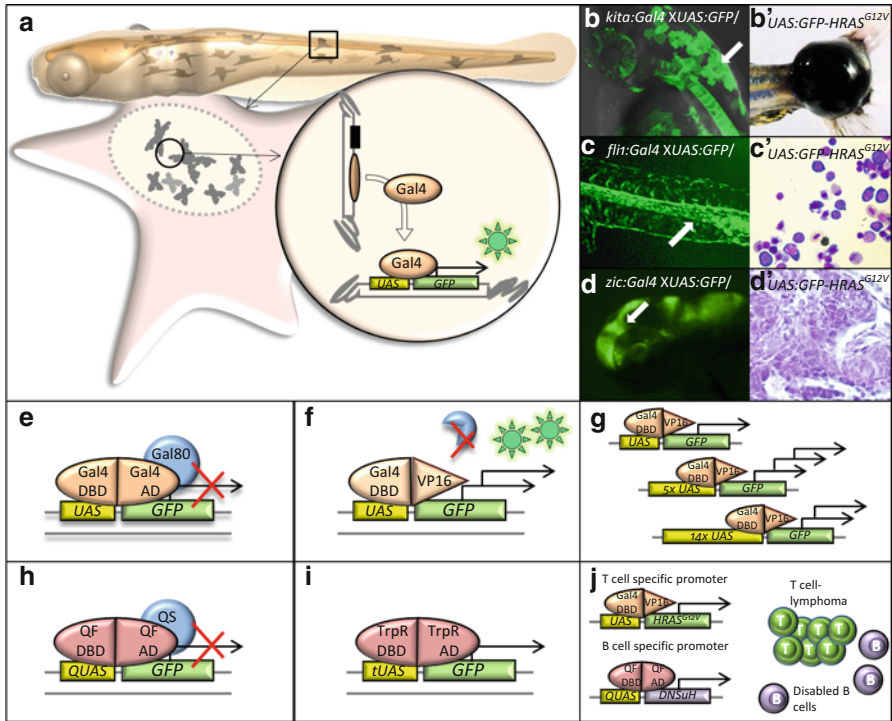 a
Gal4
Gal4
UAS
GFP
b kita:Gal4 XUAS:GFP/
b' UAS:GFP-HRAS^G12V
c fli1:Gal4 XUAS:GFP/
c' UAS:GFP-HRAS^G12V
d zic:Gal4 XUAS:GFP/
d' UAS:GFP-HRAS^G12V
e
Gal80
Gal4 Gal4
DBD AD
UAS GFP
f
Gal4
DBD
VP16
UAS GFP
g
Gal4
DBD
VP16
UAS GFP
Gal4
DBD
VP16
5x UAS GFP
Gal4
DBD
VP16
14x UAS GFP
h
QS
QF QF
DBD AD
QUAS GFP
i
TrpR TrpR
DBD AD
tUAS GFP
j
T cell specific promoter
Gal4
DBD
VP16
UAS HRAS^G12V
B cell specific promoter
QF QF
DBD AD
QUAS DNSuH
T cell-
lymphoma
T T T T
T T T
B
B
B
Disabled B
cells